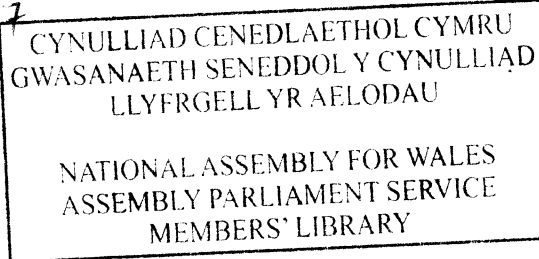 CYNULLIAD CENEDLAETHOL CYMRU
GWASANAETH SENEDDOL Y CYNULLIAD
LLYFRGELL YR AELODAU
NATIONAL ASSEMBLY FOR WALES
ASSEMBLY PARLIAMENT SERVICE
MEMBERS' LIBRARY